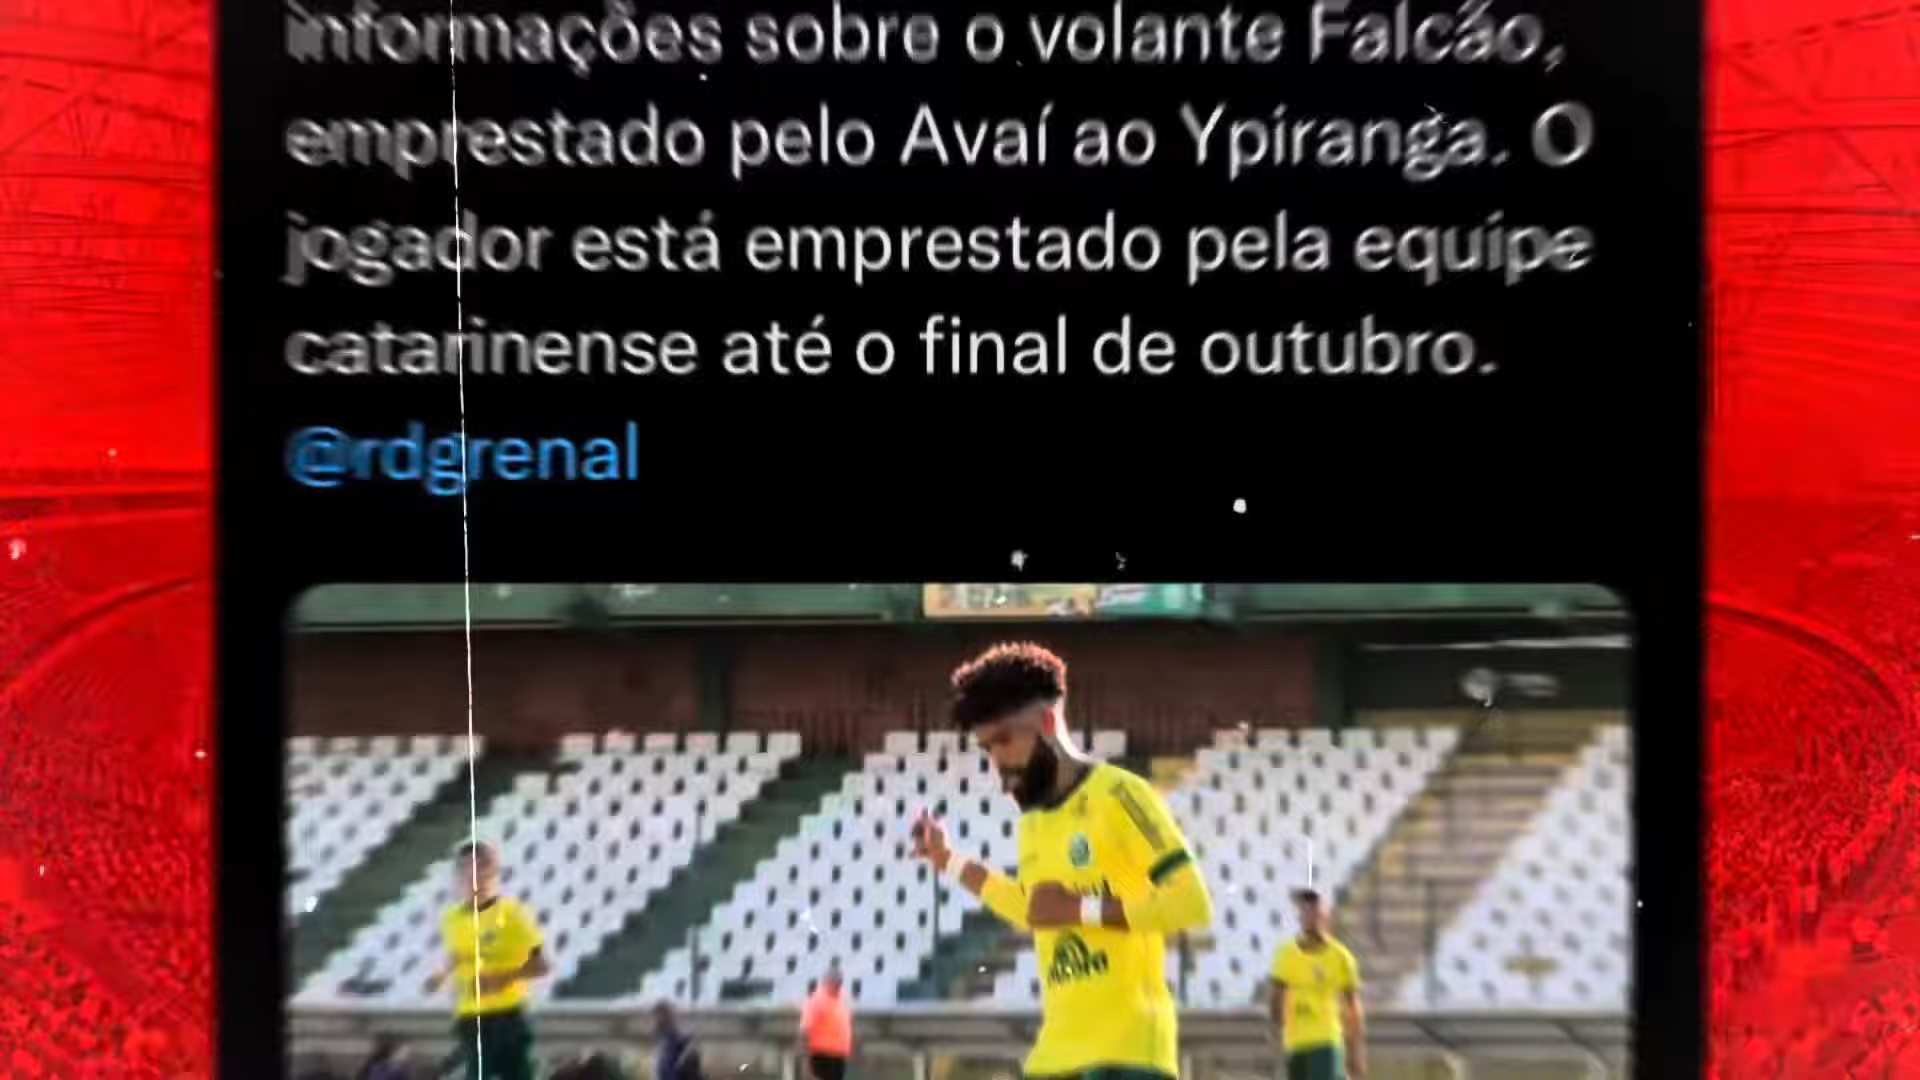 informações sobre o volante Falcão,
emprestado pelo Avaí ao Ypiranga. O
jogador está emprestado pela equipe
catarinense até o final de outubro.
@rdgrenal